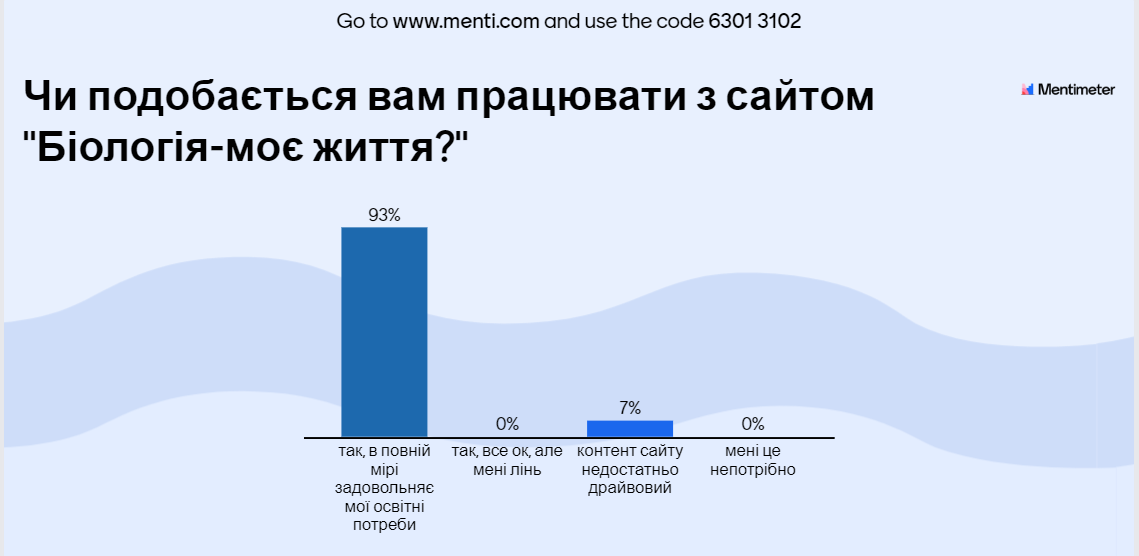 Go to www.menti.com and use the code 6301 3102
Чи подобається вам працювати з сайтом
"Біологія-моє життя?"
Mentimeter
93%
0%
7%
0%
так, в повній
мірі
задовольняє
мої освітні
потреби
так, все ок, але
мені лінь
контент сайту
недостатньо
драйвовий
мені це
непотрібно